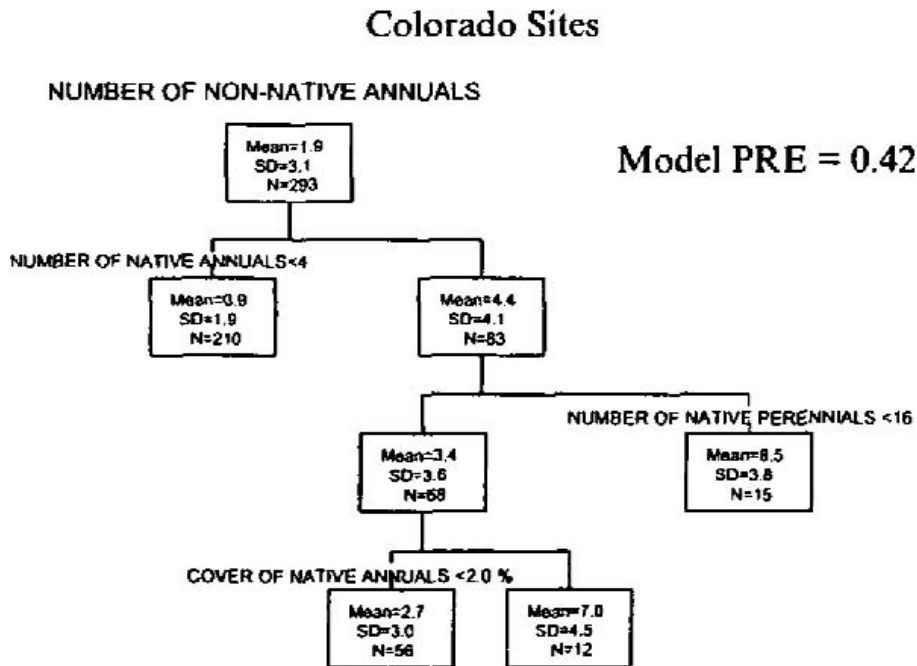 Colorado Sites
NUMBER OF NON-NATIVE ANNUALS
Mean=1.9
SD=3.1
N=293
Model PRE = 0.42
NUMBER OF NATIVE ANNUALS<4
Mean=0.9
SD=1.9
N=210
Mean=4.4
SD=4.1
N=83
NUMBER OF NATIVE PERENNIALS <16
Mean=3.4
SD=3.6
N=68
Mean=8.5
SD=3.8
N=15
COVER OF NATIVE ANNUALS <2.0 %
Mean=2.7
SD=3.0
N=56
Mean=7.0
SD=4.5
N=12